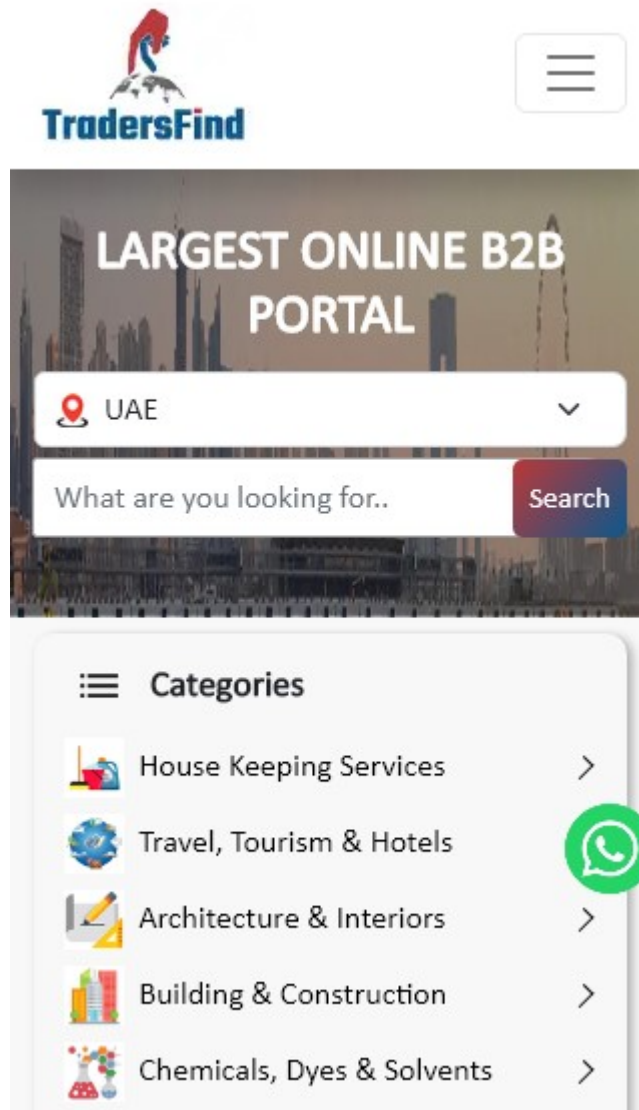 TradersFind
LARGEST ONLINE B2B
PORTAL
UAE
What are you looking for..
Search
Categories
House Keeping Services
Travel, Tourism & Hotels
Architecture & Interiors
Building & Construction
Chemicals, Dyes & Solvents